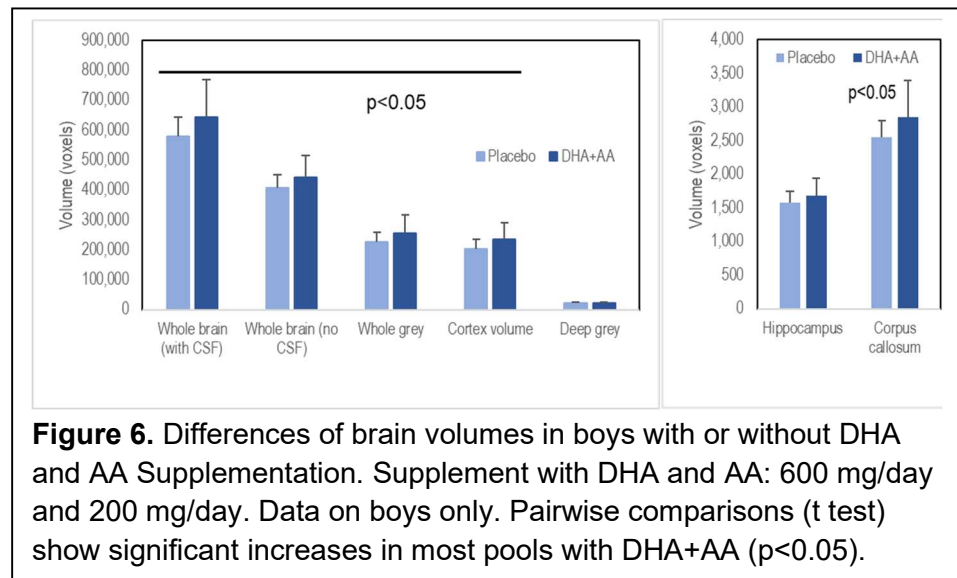 900,000
800,000
700,000
600,000
500,000
400,000
300,000
200,000
100,000
0
Volume (voxels)
p<0.05
Placebo DHA+AA
Whole brain
(with CSF)
Whole brain (no
CSF)
Whole grey
Cortex volume
Deep grey
4,000
3,500
3,000
2,500
2,000
1,500
1,000
500
0
Volume (voxels)
Placebo DHA+AA
p<0.05
Hippocampus
Corpus
callosum
Figure 6. Differences of brain volumes in boys with or without DHA
and AA Supplementation. Supplement with DHA and AA: 600 mg/day
and 200 mg/day. Data on boys only. Pairwise comparisons (t test)
show significant increases in most pools with DHA+AA (p<0.05).